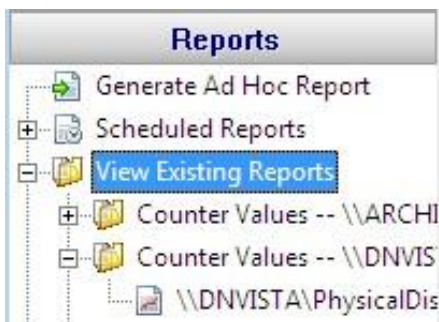 Reports
Generate Ad Hoc Report
Scheduled Reports
View Existing Reports
Counter Values -- \\ARCHI
Counter Values -- \\DNVIS
\\DNVISTA\PhysicalDis